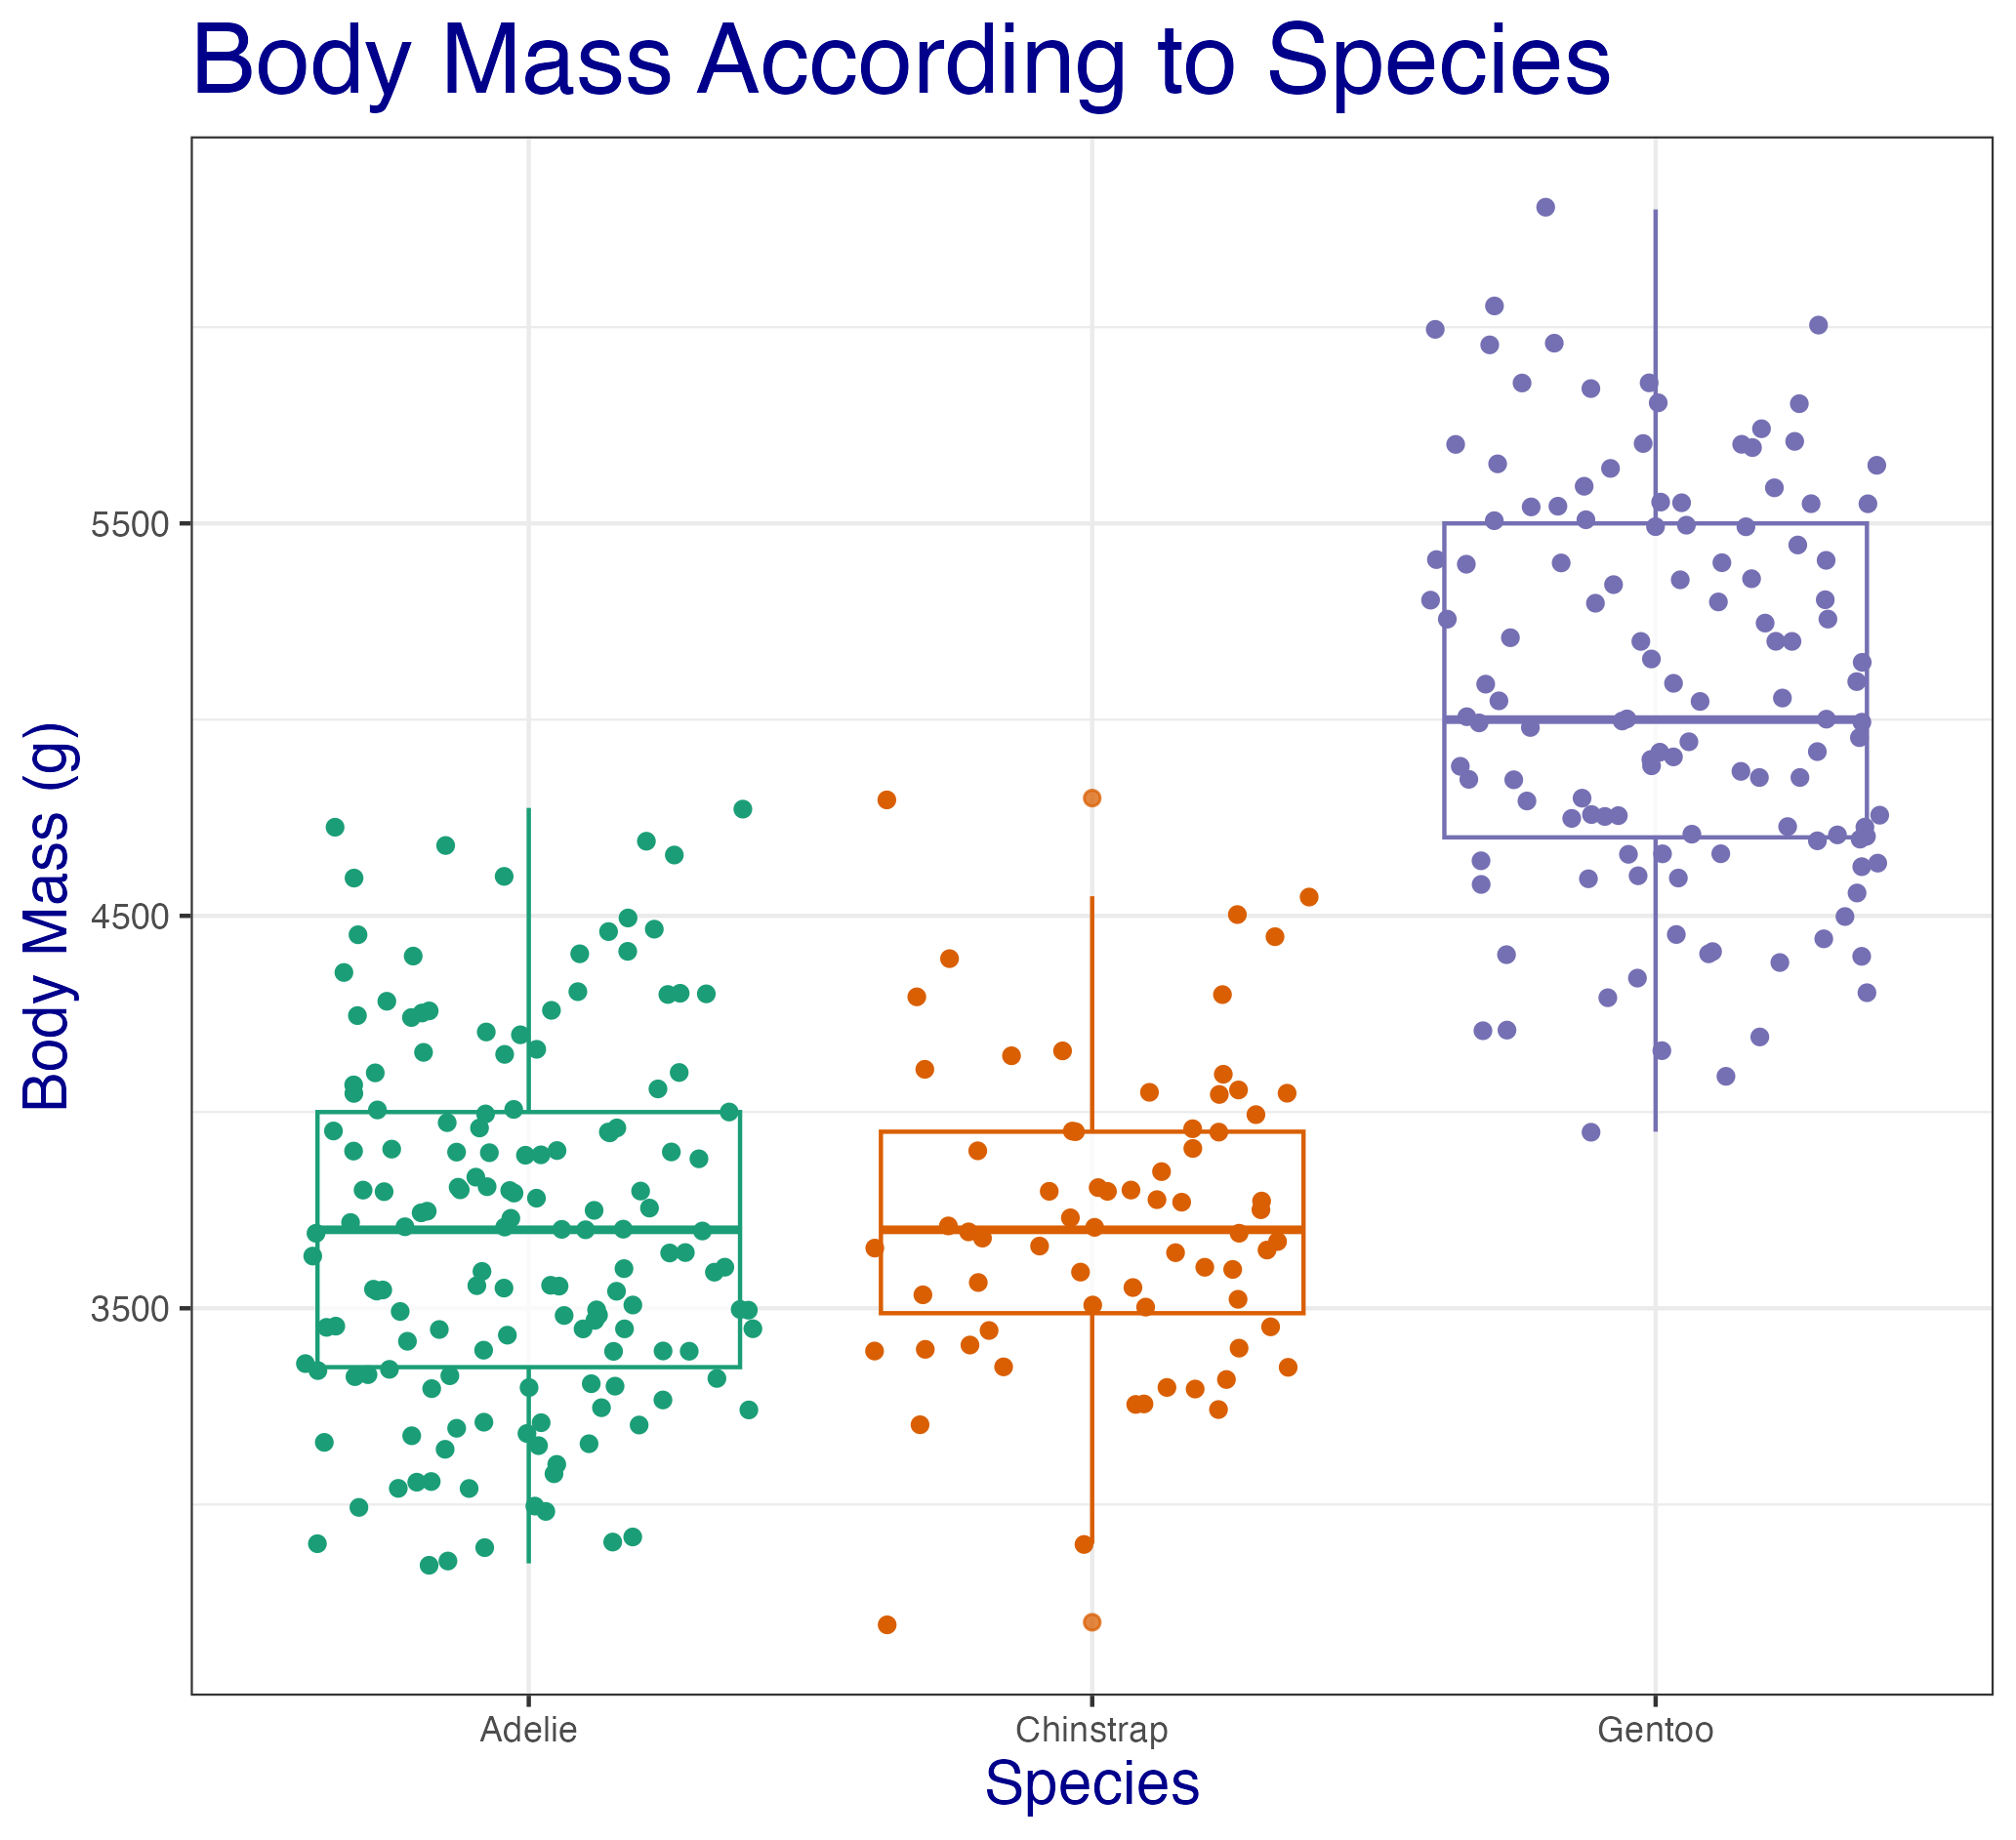 Body Mass According to Species
Body Mass (g)
5500
4500
3500
Adelie Chinstrap Gentoo
Species